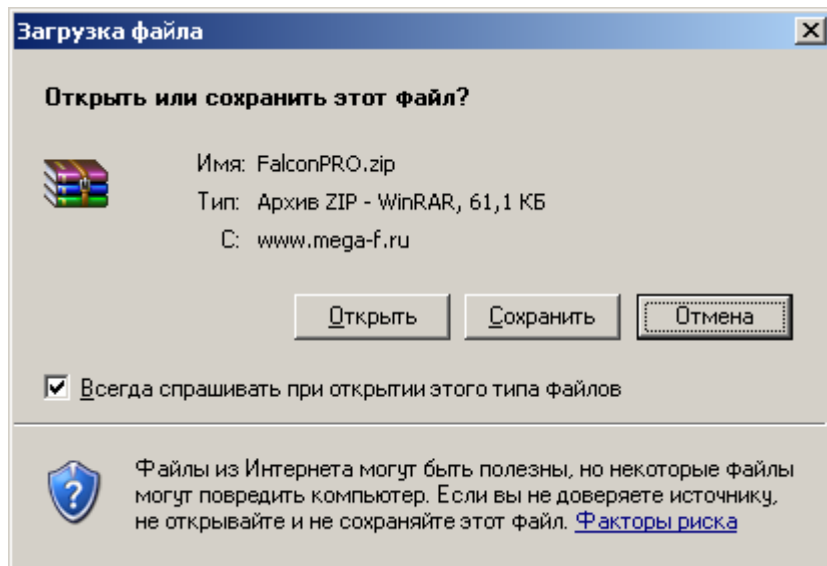 Загрузка файла
Открыть или сохранить этот файл?
Имя: FalconPRO.zip
Тип: Архив ZIP - WinRAR, 61,1 КБ
С: www.mega-f.ru
Открыть Сохранить Отмена
Всегда спрашивать при открытии этого типа файлов
Файлы из Интернета могут быть полезны, но некоторые файлы
могут повредить компьютер. Если вы не доверяете источнику,
не открывайте и не сохраняйте этот файл. Факторы риска